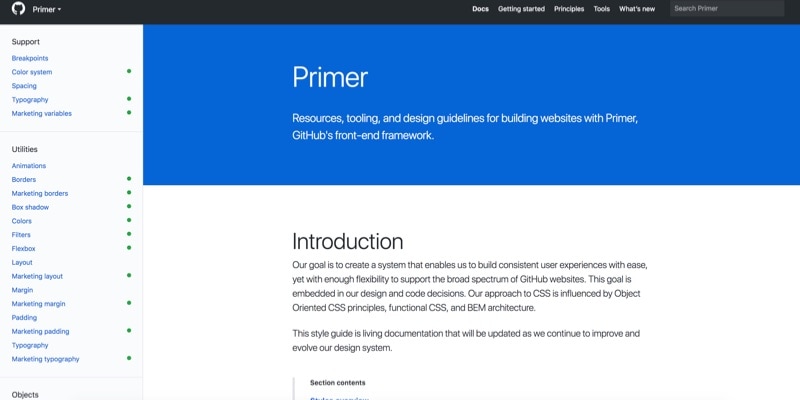 Primer
Docs Getting started Principles Tools What's new Search Primer
Support
Breakpoints
Color system
Spacing
Typography
Marketing variables
Utilities
Animations
Borders
Marketing borders
Box shadow
Colors
Filters
Flexbox
Layout
Marketing layout
Margin
Marketing margin
Padding
Marketing padding
Typography
Marketing typography
Objects
Primer
Resources, tooling, and design guidelines for building websites with Primer,
GitHub's front-end framework.
Introduction
Our goal is to create a system that enables us to build consistent user experiences with ease,
yet with enough flexibility to support the broad spectrum of GitHub websites. This goal is
embedded in our design and code decisions. Our approach to CSS is influenced by Object
Oriented CSS principles, functional CSS, and BEM architecture.
This style guide is living documentation that will be updated as we continue to improve and
evolve our design system.
Section contents
Styles overview